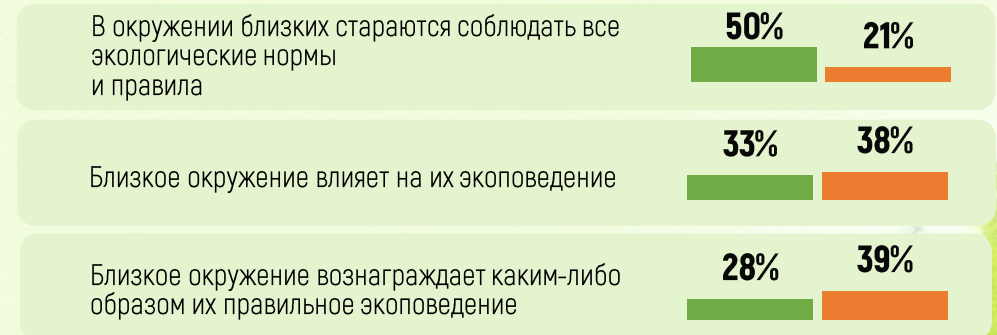 В окружении близких стараются соблюдать все
экологические нормы
и правила
50%
21%
Близкое окружение влияет на их экоповедение
33%
38%
Близкое окружение вознаграждает каким-либо
образом их правильное экоповедение
28%
39%